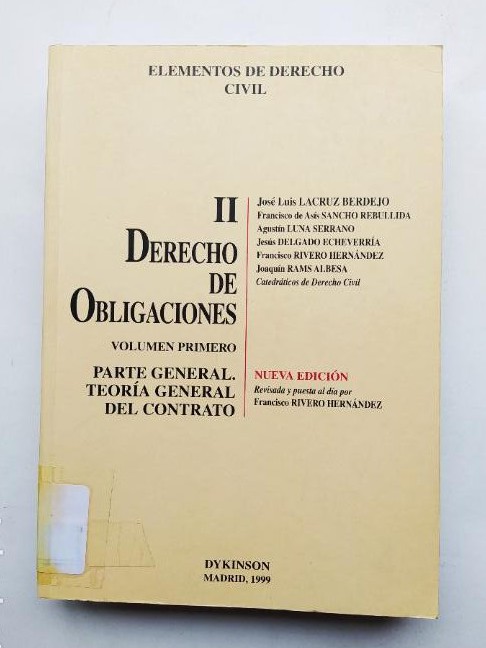 ELEMENTOS DE DERECHO
CIVIL
II
DERECHO
DE
OBLIGACIONES
VOLUMEN PRIMERO
PARTE GENERAL.
TEORÍA GENERAL
DEL CONTRATO
José Luis LACRUZ BERDEJO
Francisco de Asís SANCHO REBULLIDA
Agustín LUNA SERRANO
Jesús DELGADO ECHEVERRÍA
Francisco RIVERO HERNÁNDEZ
Joaquín RAMS ALBESA
Catedráticos de Derecho Civil
NUEVA EDICIÓN
Revisada y puesta al día por
Francisco RIVERO HERNÁNDEZ
DYKINSON
MADRID, 1999